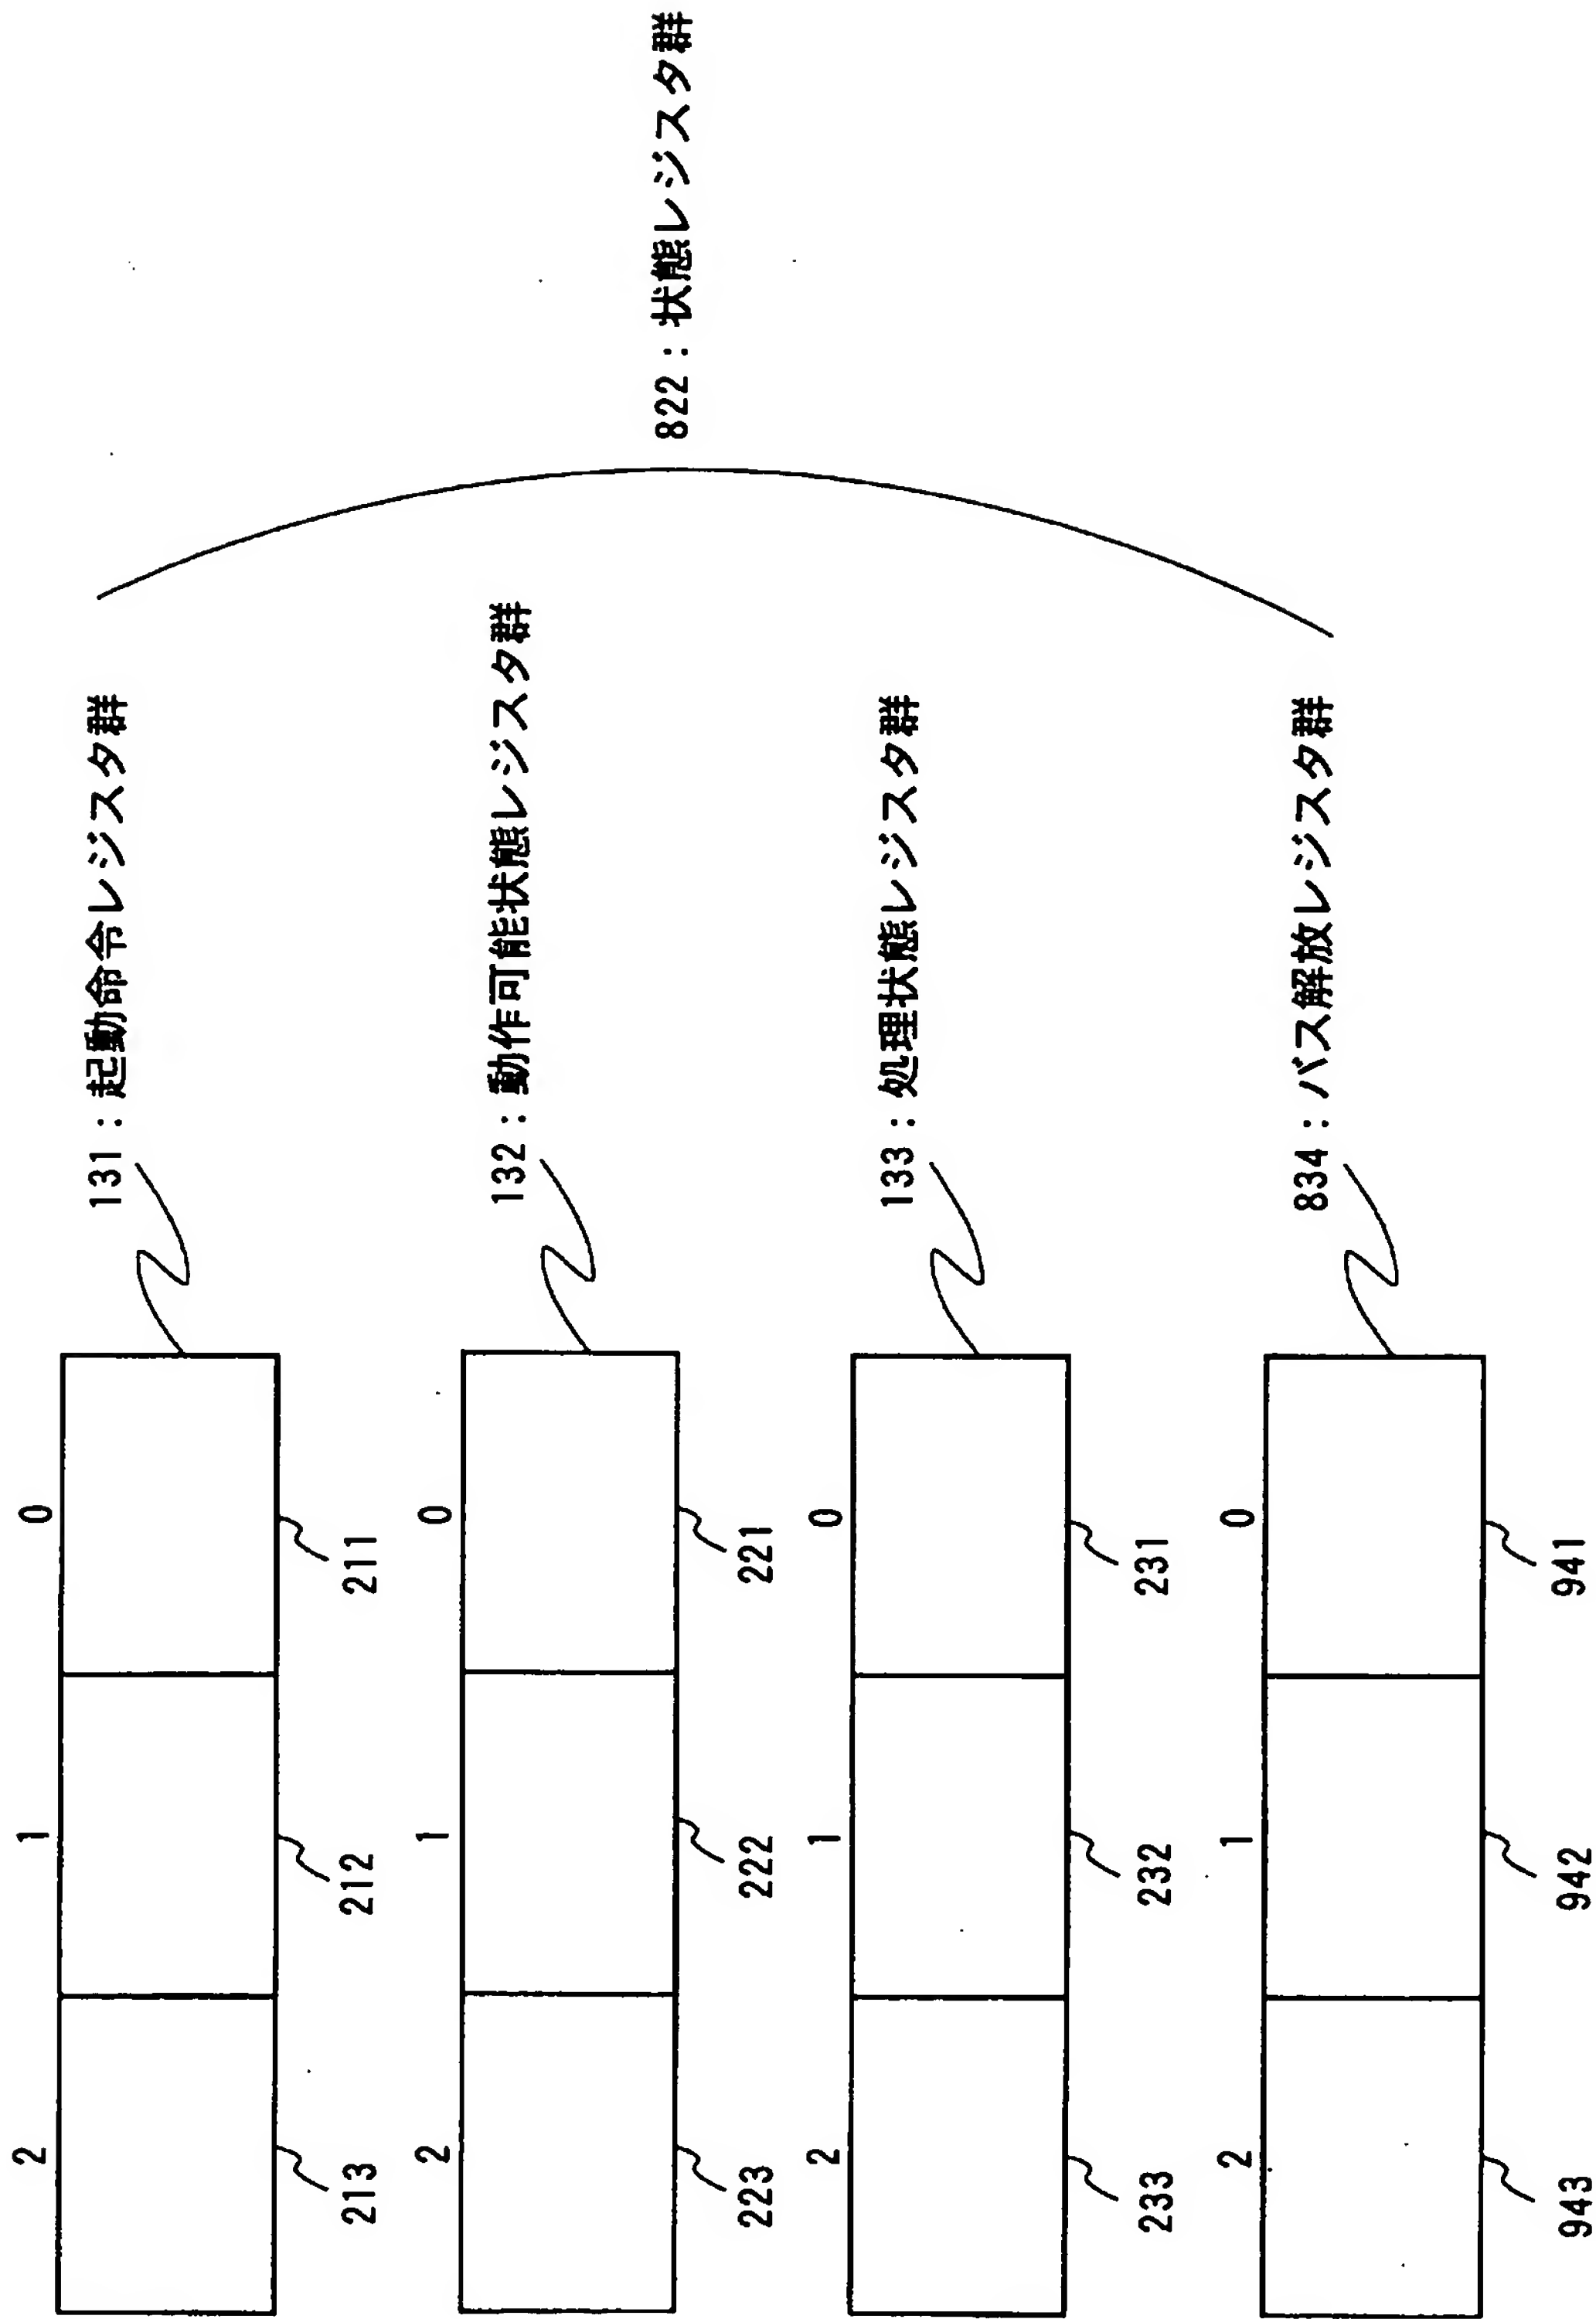 2 1 0
131：起動命令レジスタ群
213 212 211
2 1 0
132：動作可能状態レジスタ群
223 222 221
822：状態レジスタ群
2 1 0
133：処理状態レジスタ群
233 232 231
2 1 0
834：バス解放レジスタ群
943 942 941